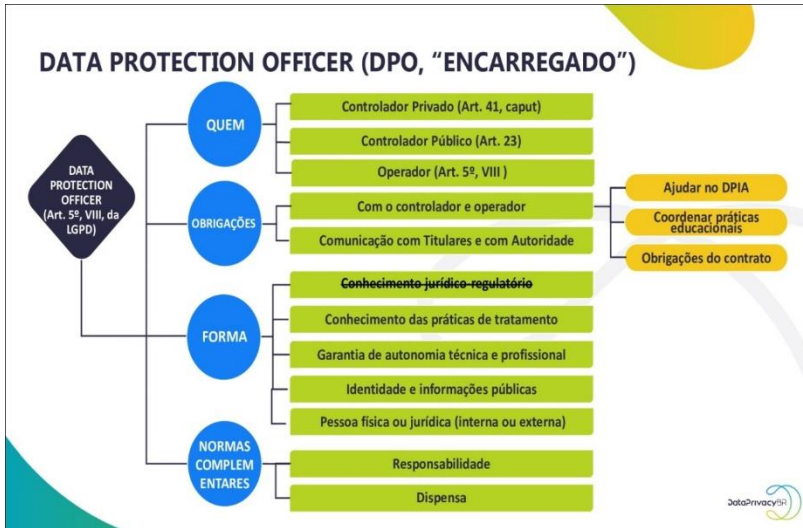 DATA PROTECTION OFFICER (DPO, “ENCARREGADO”)
DATA
PROTECTION
OFFICER
(Art. 5º, VIII, da
LGPD)
QUEM
Controlador Privado (Art. 41, caput)
Controlador Público (Art. 23)
Operador (Art. 5º, VIII )
OBRIGAÇÕES
Com o controlador e operador
Comunicação com Titulares e com Autoridade
Ajudar no DPIA
Coordenar práticas
educacionais
Obrigações do contrato
FORMA
Conhecimento jurídico-regulatório
Conhecimento das práticas de tratamento
Garantia de autonomia técnica e profissional
Identidade e informações públicas
Pessoa física ou jurídica (interna ou externa)
NORMAS
COMPLEM
ENTARES
Responsabilidade
Dispensa
DataPrivacyBR